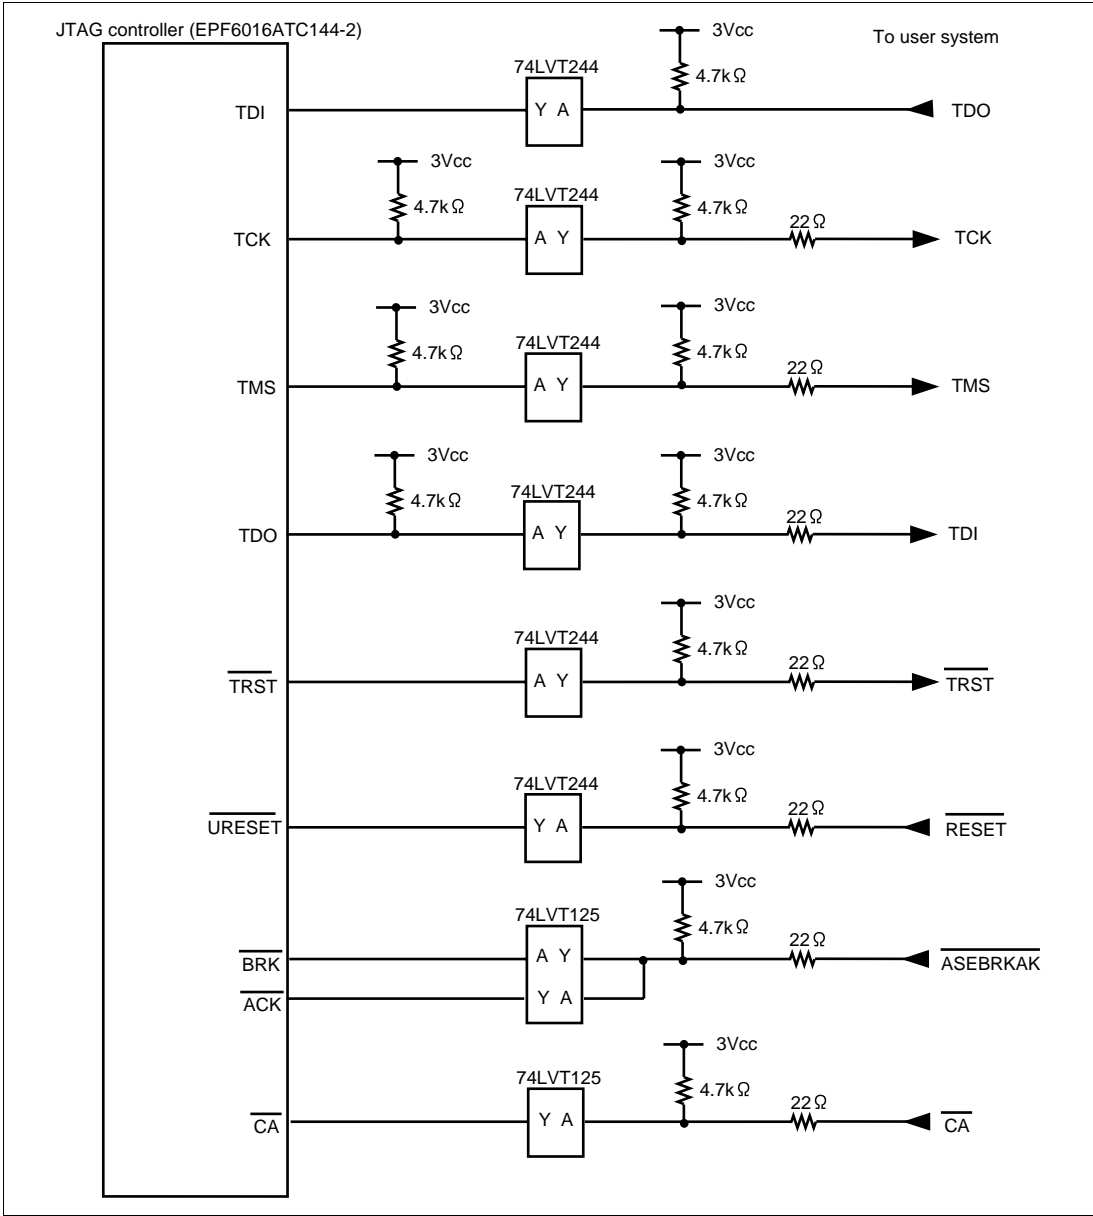 JTAG controller (EPF6016ATC144-2)
3Vcc
To user system
74LVT244
4.7kΩ
TDI
Y A
TDO
3Vcc
3Vcc
74LVT244
4.7kΩ
4.7kΩ
22Ω
TCK
A Y
TCK
3Vcc
3Vcc
74LVT244
4.7kΩ
4.7kΩ
22Ω
TMS
A Y
TMS
3Vcc
3Vcc
74LVT244
4.7kΩ
4.7kΩ
22Ω
TDO
A Y
TDI
3Vcc
74LVT244
4.7kΩ
22Ω
TRST
A Y
TRST
3Vcc
74LVT244
4.7kΩ
22Ω
URESET
Y A
RESET
3Vcc
74LVT125
4.7kΩ
22Ω
BRK
A Y
ASEBRKAK
ACK
Y A
3Vcc
74LVT125
4.7kΩ
22Ω
CA
Y A
CA